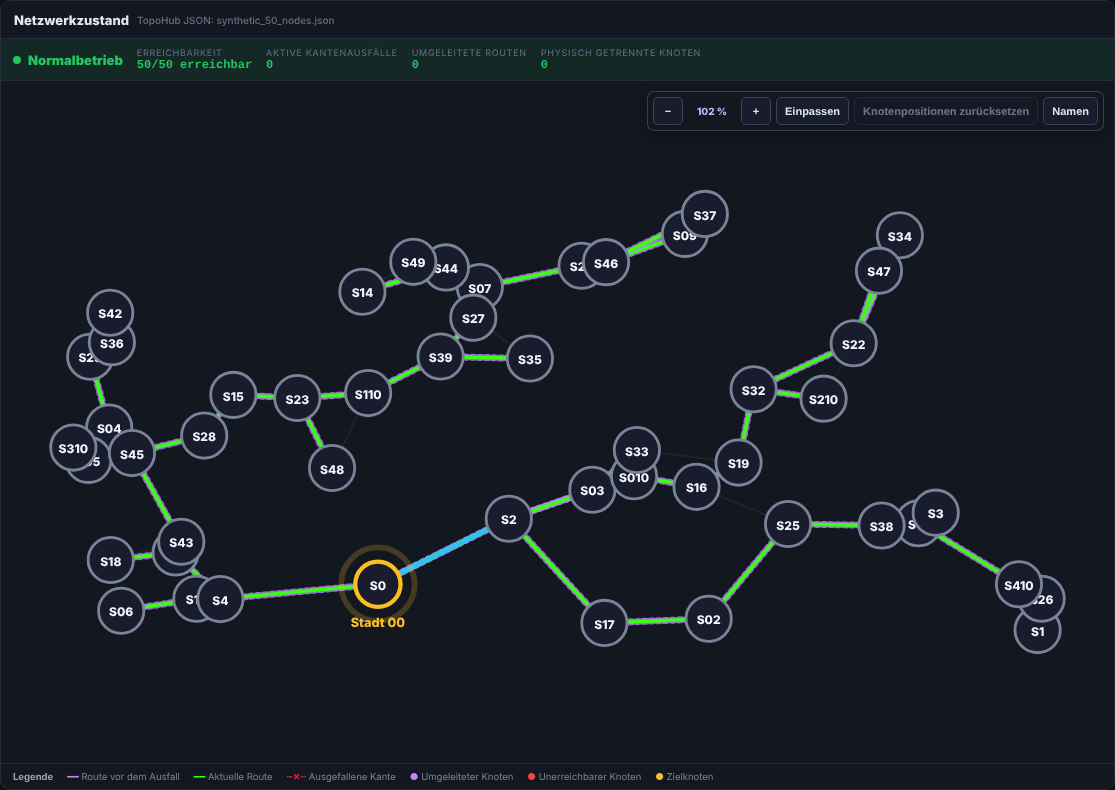 Netzwerkzustand TopoHub JSON: synthetic_50_nodes.json
Normalbetrieb
ERREICHBARKEIT
50/50 erreichbar
AKTIVE KANTENAUSFÄLLE
0
UMGELEITETE ROUTEN
0
PHYSISCH GETRENNTE KNOTEN
0
− 102 % + Einpassen Knotenpositionen zurücksetzen Namen
S37
S09
S34
S49
S44
S46
S47
S14
S07
S42
S27
S36
S22
S39
S35
S15
S23
S110
S32
S210
S04
S28
S310
S45
S33
S48
S19
S010
S03
S16
S2
S3
S25
S38
S43
S18
S0
S410
S4
S06
Stadt 00
S17
S02
S1
Legende Route vor dem Ausfall Aktuelle Route Ausgefallene Kante Umgeleiteter Knoten Unerreichbarer Knoten Zielknoten